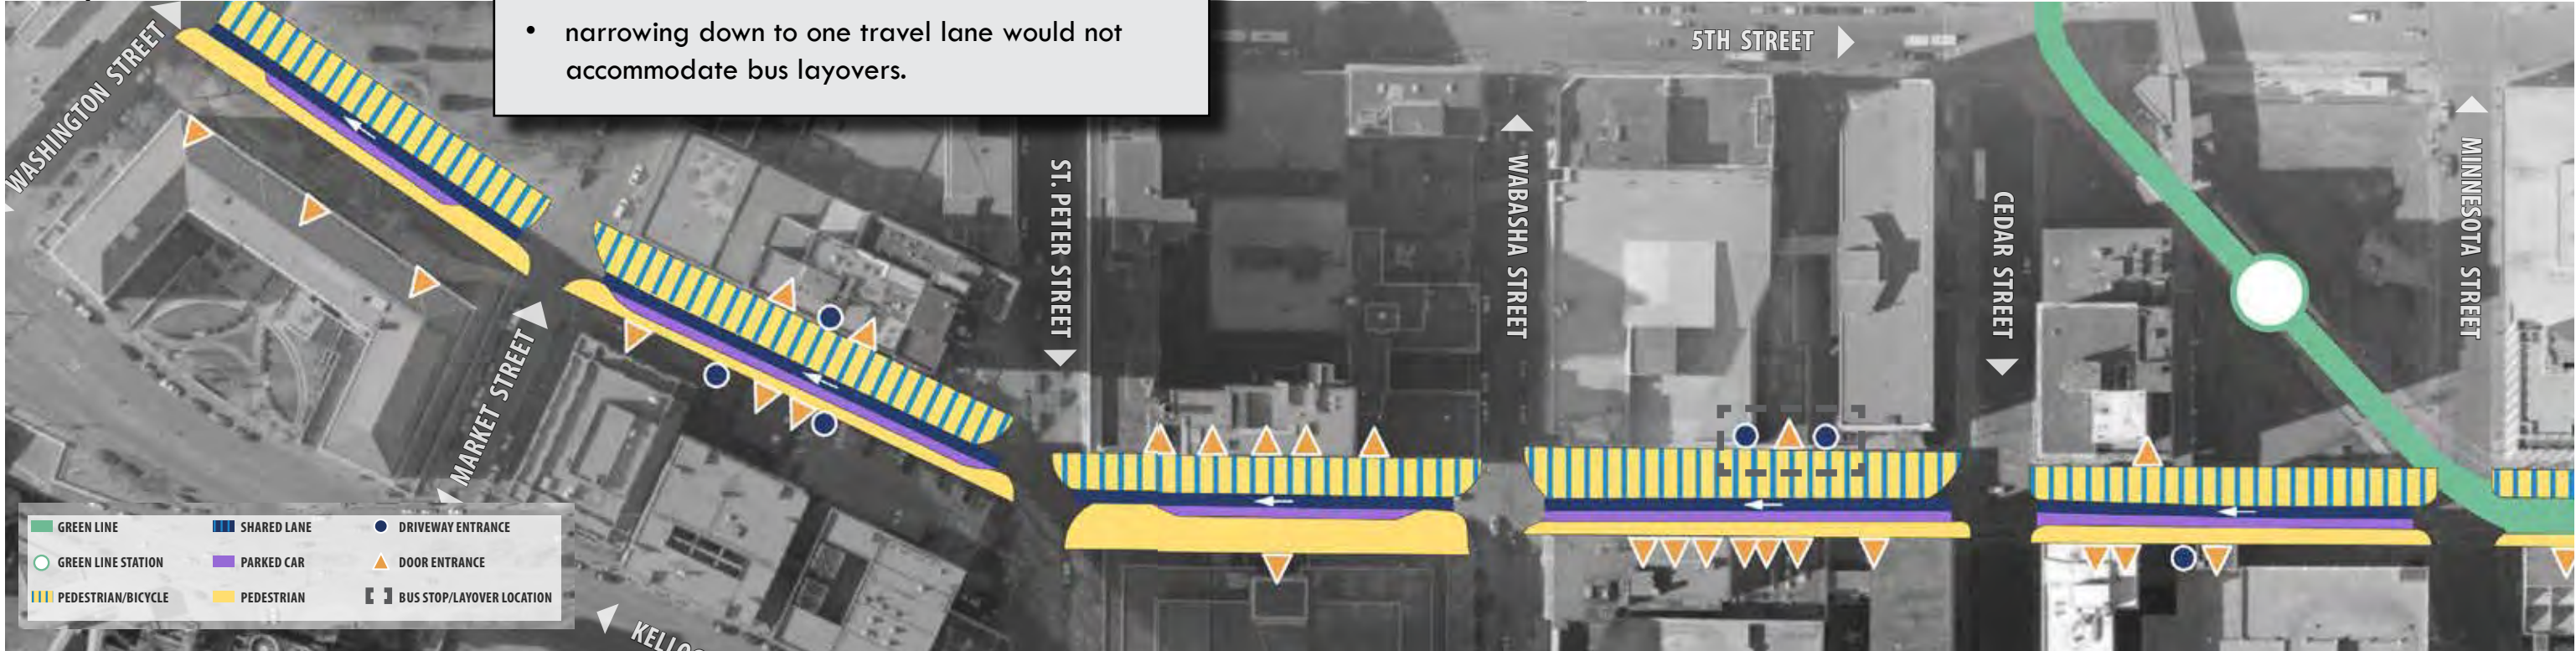 • narrowing down to one travel lane would not
accommodate bus layovers.
5TH STREET
WASHINGTON STREET
MARKET STREET
ST. PETER STREET
WABASHA STREET
CEDAR STREET
MINNESOTA STREET
GREEN LINE
SHARED LANE
DRIVEWAY ENTRANCE
GREEN LINE STATION
PARKED CAR
DOOR ENTRANCE
PEDESTRIAN/BICYCLE
PEDESTRIAN
BUS STOP/LAYOVER LOCATION